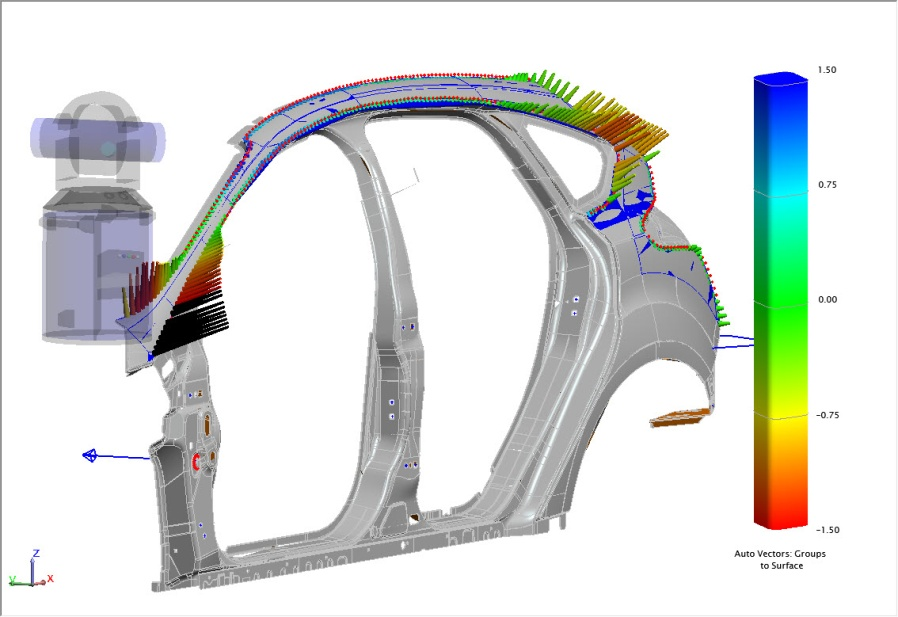 1.50
0.75
0.00
-0.75
-1.50
Auto Vectors: Groups
to Surface
Z
Y
X